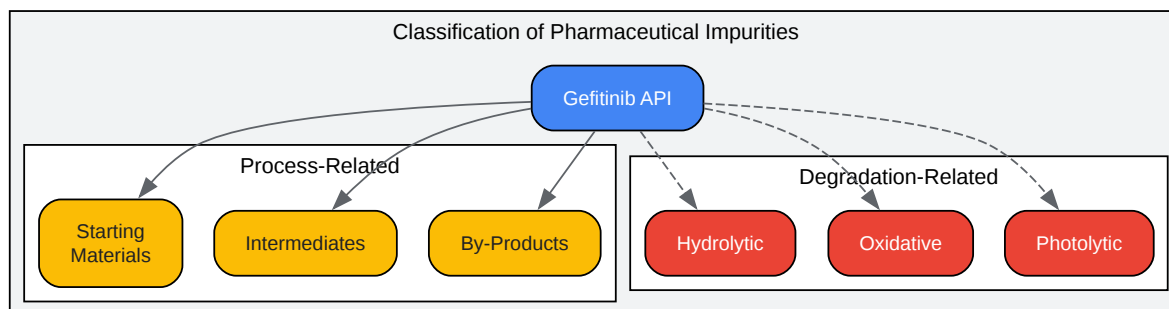 Classification of Pharmaceutical Impurities
Gefitinib API
Process-Related
Degradation-Related
Starting
Materials
Intermediates
By-Products
Hydrolytic
Oxidative
Photolytic